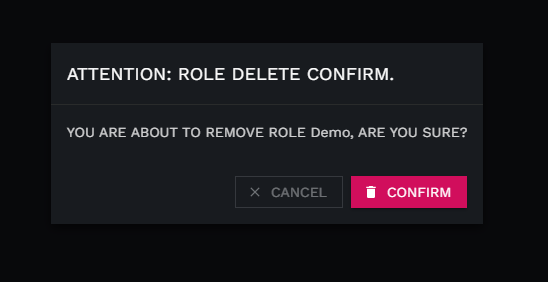 ATTENTION: ROLE DELETE CONFIRM.
YOU ARE ABOUT TO REMOVE ROLE Demo, ARE YOU SURE?
CANCEL CONFIRM